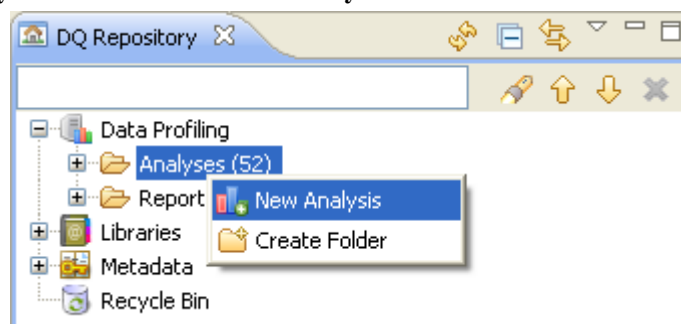 DQ Repository
Data Profiling
Analyses (52)
Report
New Analysis
Libraries
Create Folder
Metadata
Recycle Bin